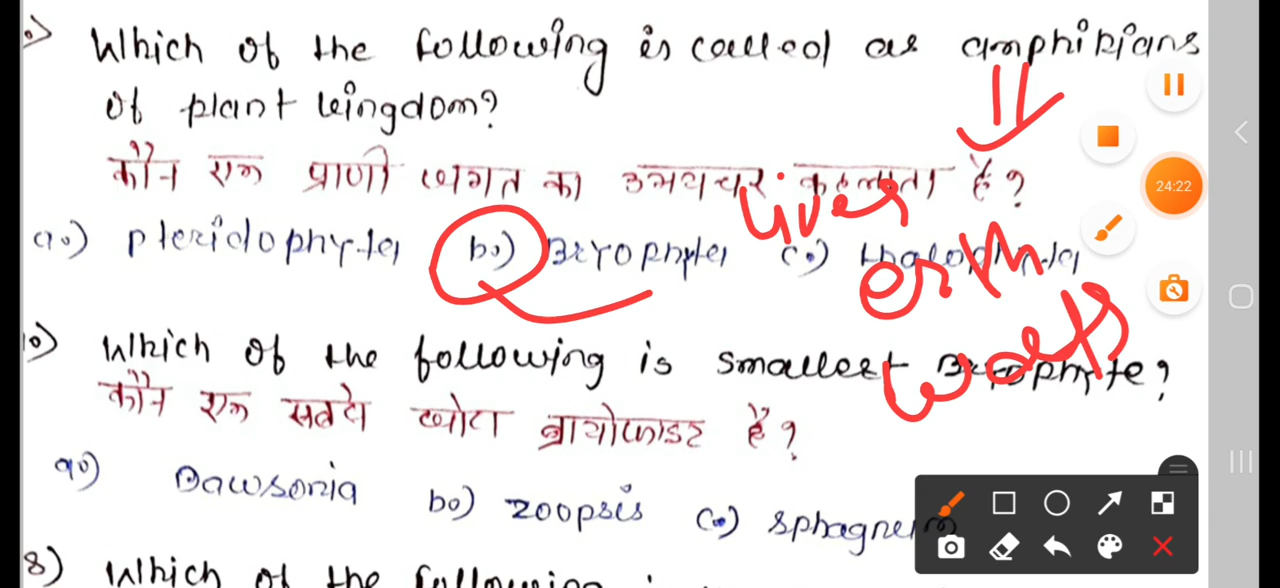 Which of the following is called as amphibians
of plant kingdom?
कौन एक प्राणी जगत का उभयचर कहलाता है?
a.) Pteridophyta b.) Bryophyta c.) thalophyta
liver
worts
10) Which of the following is smallest Bryophyte?
कौन एक सबसे छोटा ब्रायोफाइट है?
a.) Dawsonia b.) Zoopsis c.) Sphagnum
8) Which of the following
24:22